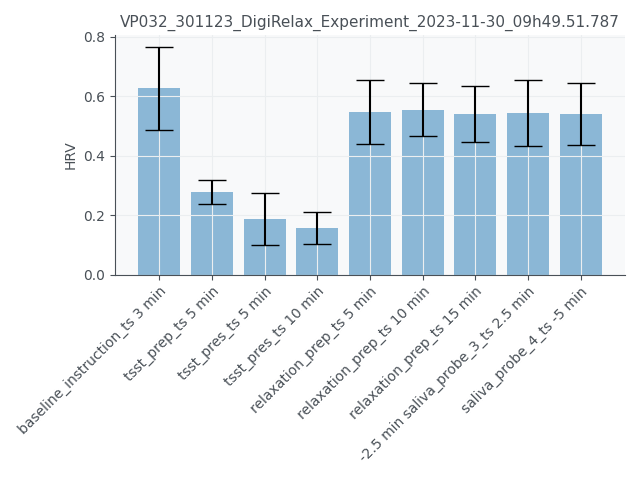 VP032_301123_DigiRelax_Experiment_2023-11-30_09h49.51.787
HRV
0.8
0.6
0.4
0.2
0.0
baseline_instruction_ts 3 min
tsst_prep_ts 5 min
tsst_pres_ts 5 min
tsst_pres_ts 10 min
relaxation_prep_ts 5 min
relaxation_prep_ts 10 min
relaxation_prep_ts 15 min
-2.5 min saliva_probe_3_ts 2.5 min
saliva_probe_4_ts -5 min